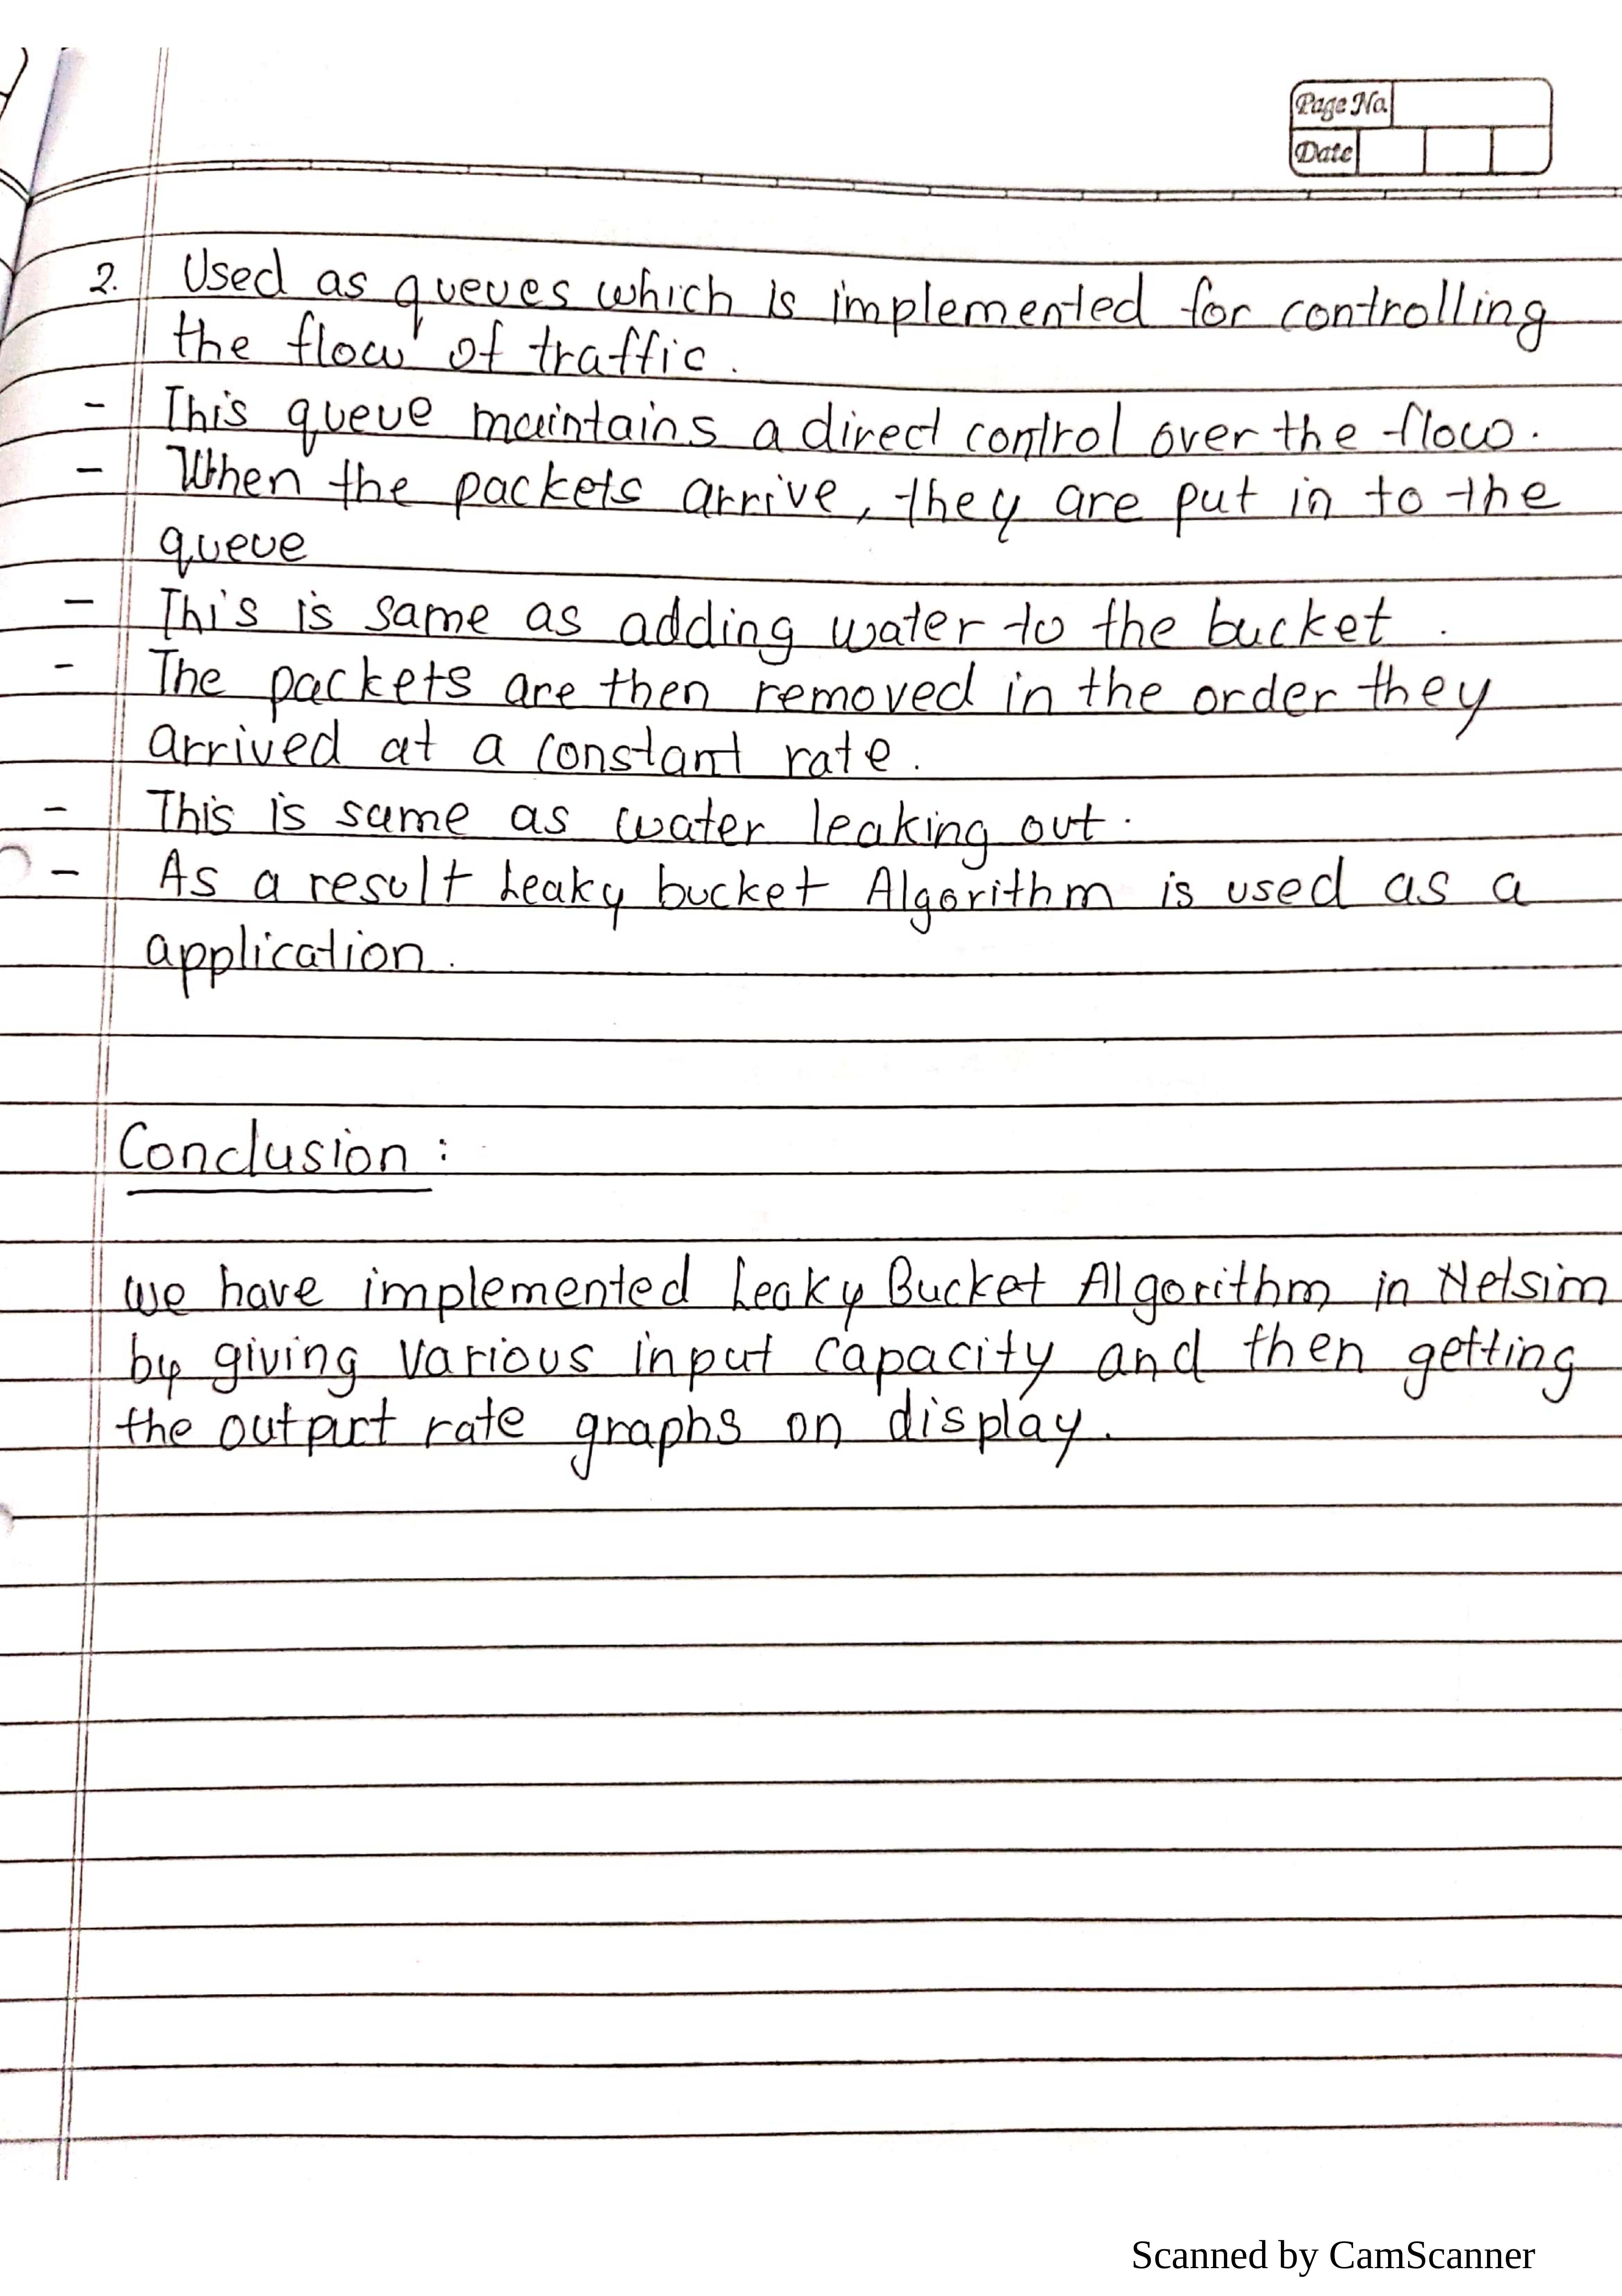 Page No.
Date
2. Used as queues which is implemented for controlling
the flow of traffic.
- This queue maintains a direct control over the flow.
- When the packets arrive, they are put in to the
queue
- This is same as adding water to the bucket.
- The packets are then removed in the order they
arrived at a constant rate.
- This is same as water leaking out.
- As a result Leaky bucket Algorithm is used as a
application.
Conclusion :
we have implemented Leaky Bucket Algorithm in Netsim
by giving various input capacity and then getting
the output rate graphs on display.
Scanned by CamScanner